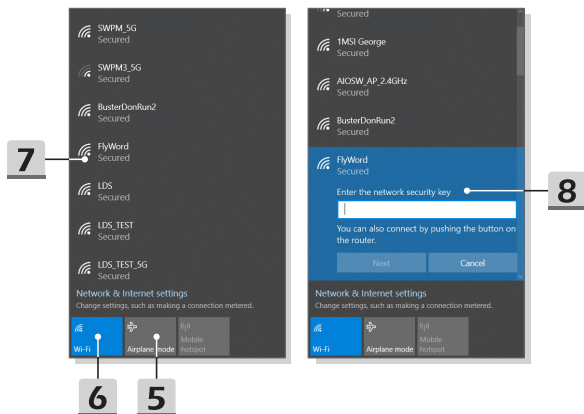 SWPM_5G
Secured
SWPM3_5G
Secured
BusterDonRun2
Secured
FlyWord
Secured
LDS
Secured
LDS_TEST
Secured
LDS_TEST_5G
Secured
Network & Internet settings
Change settings, such as making a connection metered.
Wi-Fi
Airplane mode
Mobile
hotspot
7
6
5
Secured
1MSI George
Secured
AIOSW_AP_2.4GHz
Secured
BusterDonRun2
Secured
FlyWord
Secured
Enter the network security key
You can also connect by pushing the button on
the router.
Next
Cancel
Network & Internet settings
Change settings, such as making a connection metered.
Wi-Fi
Airplane mode
Mobile
hotspot
8